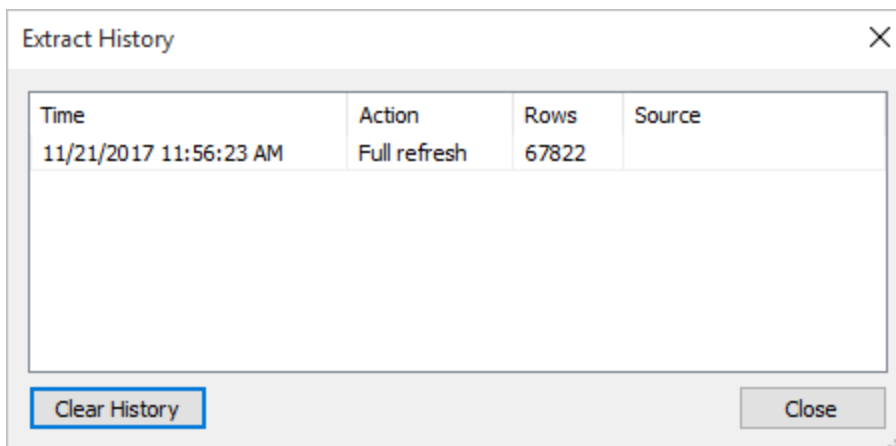 Extract History
Time Action Rows Source
11/21/2017 11:56:23 AM Full refresh 67822
Clear History Close